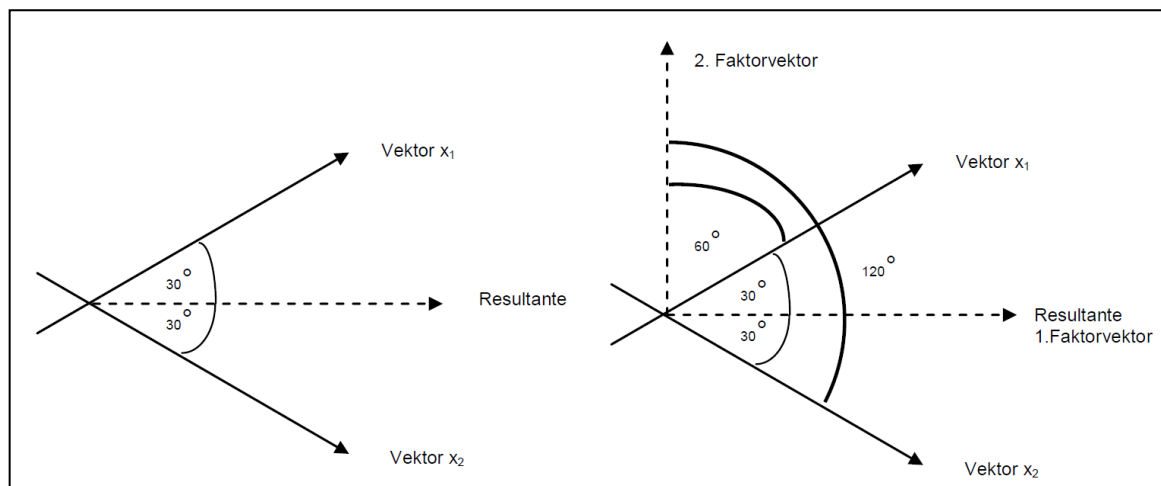 Vektor x₁
30°
30°
Resultante
Vektor x₂
2. Faktorvektor
Vektor x₁
60°
120°
30°
30°
Resultante
1.Faktorvektor
Vektor x₂